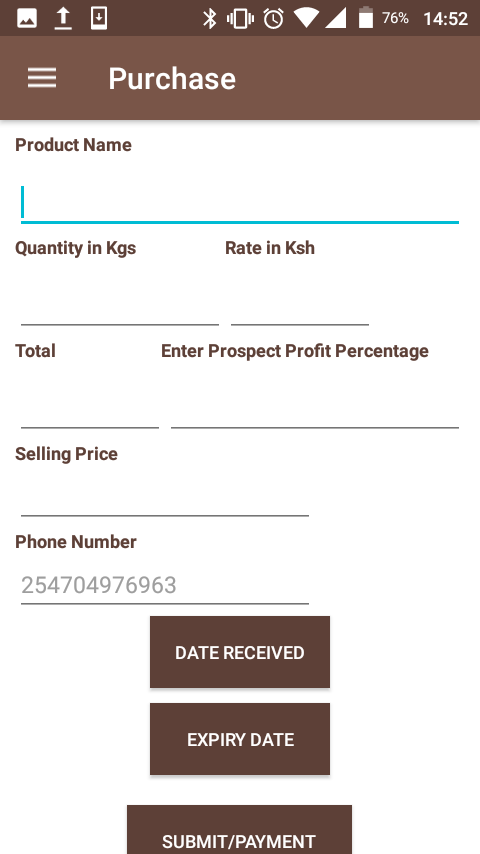 76% 14:52
Purchase
Product Name
Quantity in Kgs Rate in Ksh
Total Enter Prospect Profit Percentage
Selling Price
Phone Number
254704976963
DATE RECEIVED
EXPIRY DATE
SUBMIT/PAYMENT